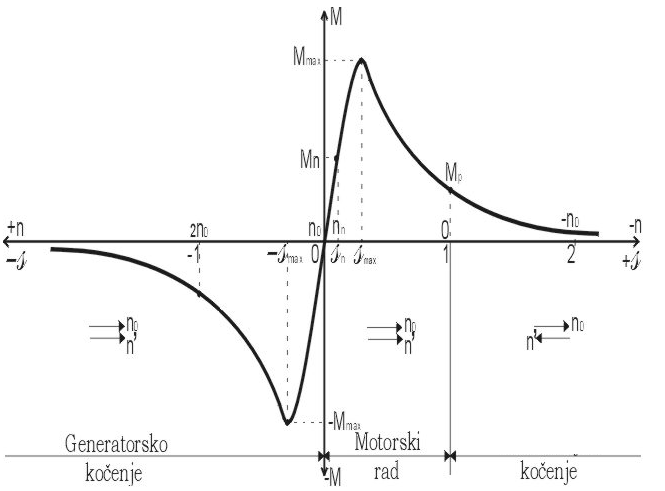 M
Mmax
Mn
Mp
+n 2n₀ n₀ nₙ 0 -n₀ -n
-s -1 -smax 0 sₙ smax 1 2 +s
n₀
n'
n₀
n'
n₀
n'
-Mmax
Generatorsko
kočenje
Motorski
rad
kočenje
-M